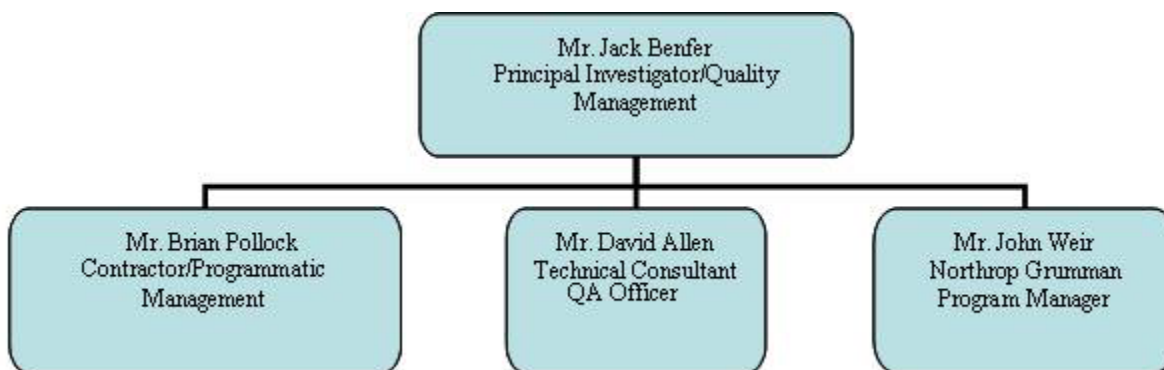 Mr. Jack Benfer
Principal Investigator/Quality
Management
Mr. Brian Pollock
Contractor/Programmatic
Management
Mr. David Allen
Technical Consultant
QA Officer
Mr. John Weir
Northrop Grumman
Program Manager